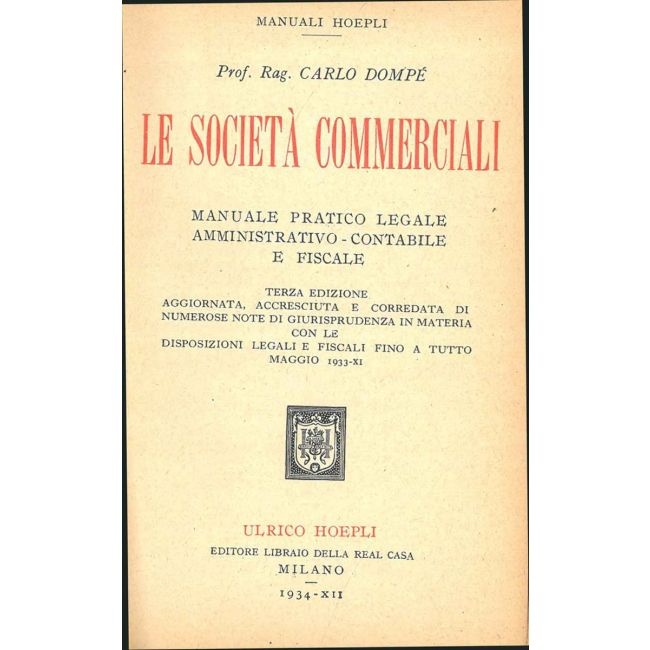 MANUALI HOEPLI
Prof. Rag. CARLO DOMPÉ
LE SOCIETÀ COMMERCIALI
MANUALE PRATICO LEGALE
AMMINISTRATIVO - CONTABILE
E FISCALE
TERZA EDIZIONE
AGGIORNATA, ACCRESCIUTA E CORREDATA DI
NUMEROSE NOTE DI GIURISPRUDENZA IN MATERIA
CON LE
DISPOSIZIONI LEGALI E FISCALI FINO A TUTTO
MAGGIO 1933-XI
H
ULRICO HOEPLI
EDITORE LIBRAIO DELLA REAL CASA
MILANO
1934-XII